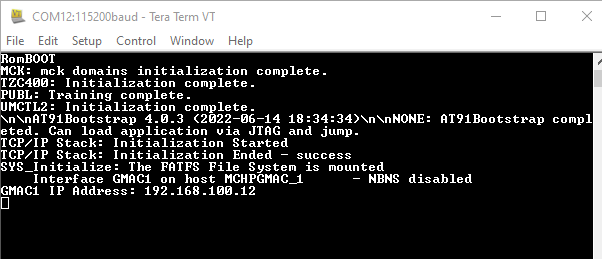 COM12:115200baud - Tera Term VT
File Edit Setup Control Window Help
RomBOOT
MCK: mck domains initialization complete.
TZC400: Initialization complete.
PUBL: Training complete.
UMCTL2: Initialization complete.
\n\nAT91Bootstrap 4.0.3 (2022-06-14 18:34:34)\n\nNONE: AT91Bootstrap compl
eted. Can load application via JTAG and jump.
TCP/IP Stack: Initialization Started
TCP/IP Stack: Initialization Ended - success
SYS_Initialize: The FATFS File System is mounted
    Interface GMAC1 on host MCHPGMAC_1      - NBNS disabled
GMAC1 IP Address: 192.168.100.12